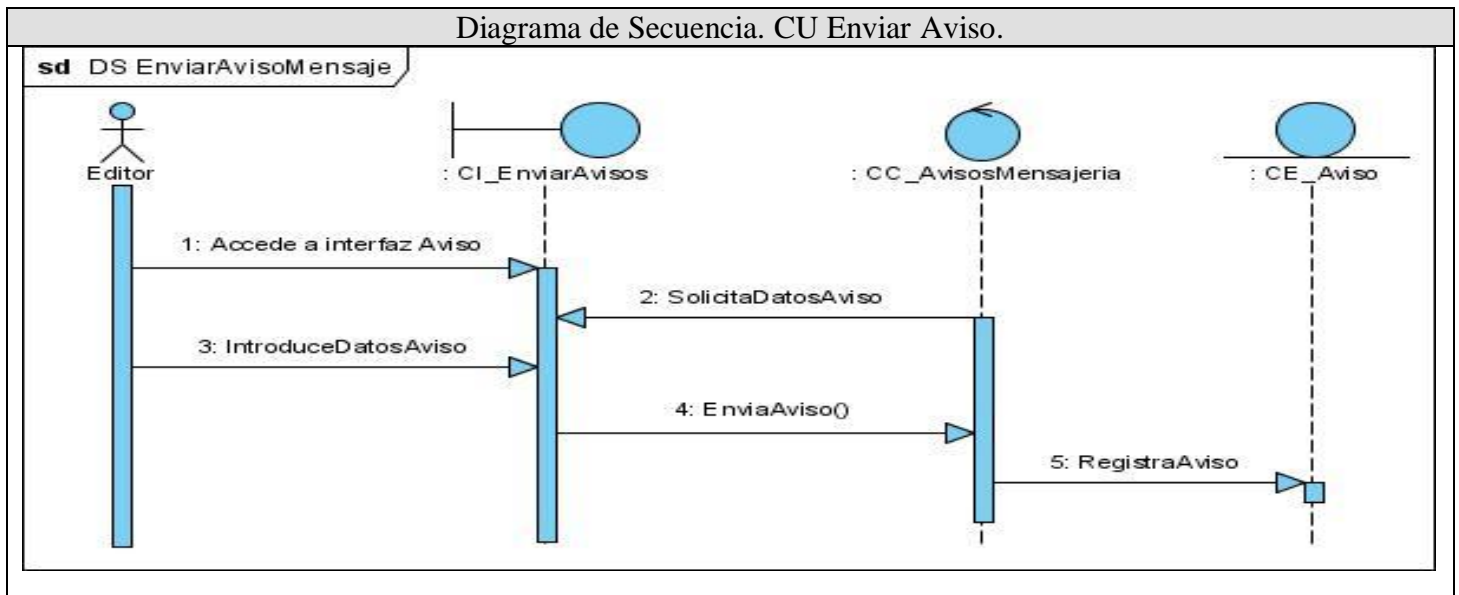 Diagrama de Secuencia. CU Enviar Aviso.
sd DS EnviarAvisoMensaje
Editor
: CI_EnviarAvisos
: CC_AvisosMensajeria
: CE_Aviso
1: Accede a interfaz Aviso
2: SolicitaDatosAviso
3: IntroduceDatosAviso
4: EnviaAviso()
5: RegistraAviso